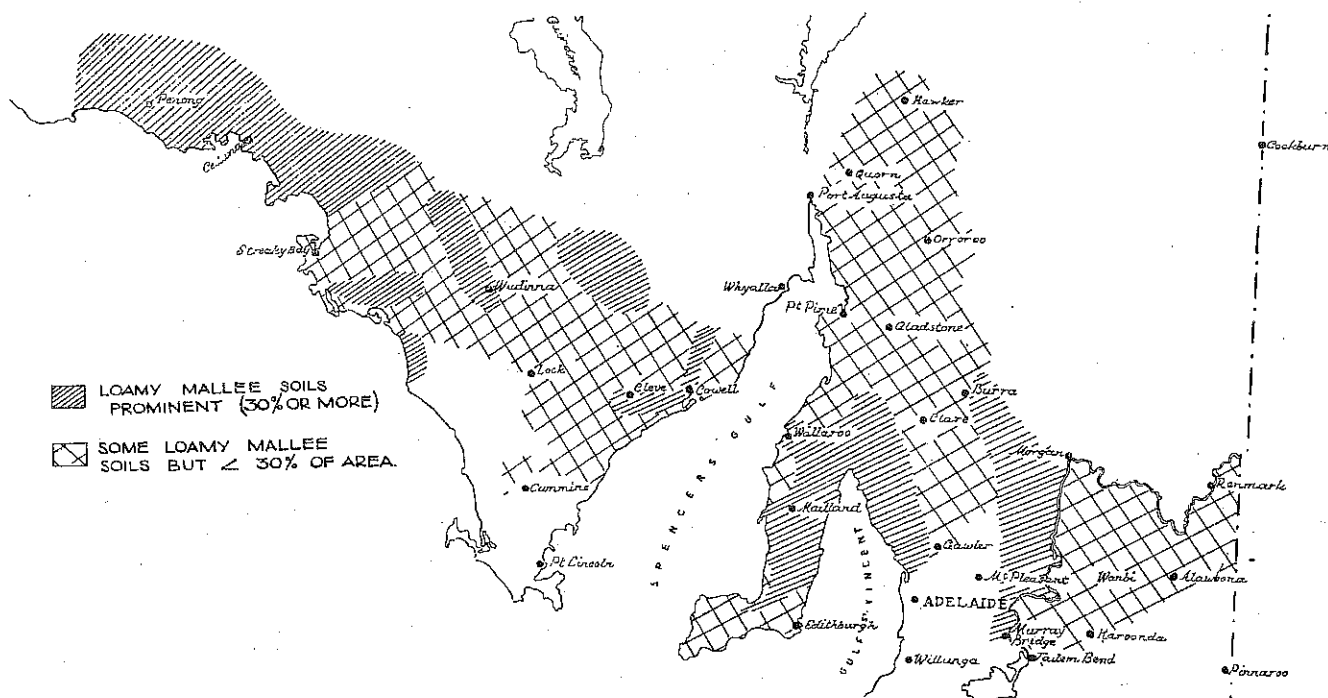 Gairdner
Penong
Ceduna
Hawker
Cockburn
Quorn
Port Augusta
Orroroo
Streaky Bay
Wudinna
Whyalla
Pt Pirie
Gladstone
Lock
Cleve
Cowell
Burra
Clare
LOAMY MALLEE SOILS
PROMINENT (30% OR MORE)
SOME LOAMY MALLEE
SOILS BUT < 30% OF AREA.
Wallaroo
Morgan
Renmark
Cummins
Maitland
SPENCERS GULF
Gawler
Pt Lincoln
Mt Pleasant
Wanbi
Alawoona
ADELAIDE
GULF ST. VINCENT
Edithburgh
Murray
Bridge
Karoonda
Willunga
Tailem Bend
Pinnaroo